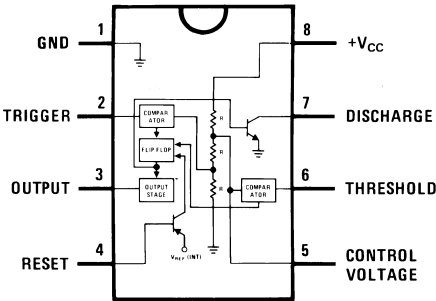 1
8
GND
+VCC
2
7
TRIGGER
COMPAR
ATOR
R
DISCHARGE
FLIP FLOP
R
3
6
OUTPUT
OUTPUT
STAGE
R
COMPAR
ATOR
THRESHOLD
4
5
RESET
VREF (INT)
CONTROL
VOLTAGE